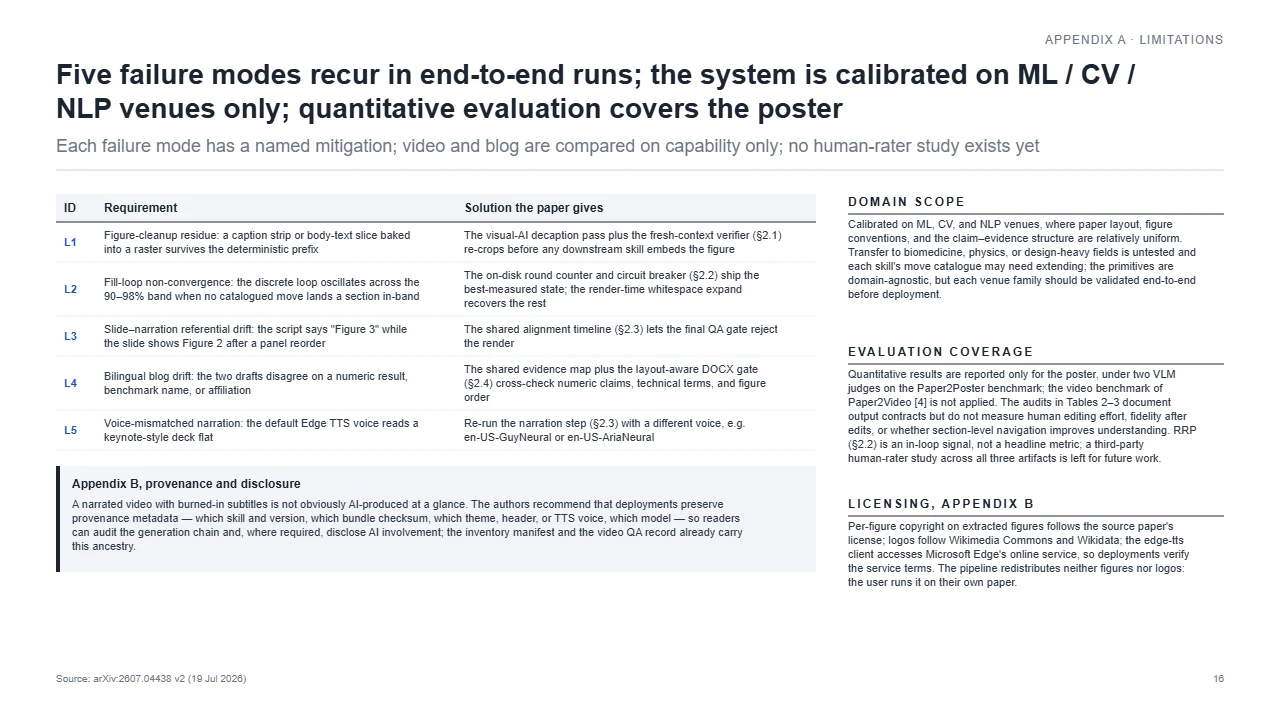 APPENDIX A · LIMITATIONS
Five failure modes recur in end-to-end runs; the system is calibrated on ML / CV /
NLP venues only; quantitative evaluation covers the poster
Each failure mode has a named mitigation; video and blog are compared on capability only; no human-rater study exists yet
ID Requirement Solution the paper gives
L1
Figure-cleanup residue: a caption strip or body-text slice baked
into a raster survives the deterministic prefix
The visual-AI decaption pass plus the fresh-context verifier (§2.1)
re-crops before any downstream skill embeds the figure
L2
Fill-loop non-convergence: the discrete loop oscillates across the
90–98% band when no catalogued move lands a section in-band
The on-disk round counter and circuit breaker (§2.2) ship the
best-measured state; the render-time whitespace expand
recovers the rest
L3
Slide–narration referential drift: the script says "Figure 3" while
the slide shows Figure 2 after a panel reorder
The shared alignment timeline (§2.3) lets the final QA gate reject
the render
L4
Bilingual blog drift: the two drafts disagree on a numeric result,
benchmark name, or affiliation
The shared evidence map plus the layout-aware DOCX gate
(§2.4) cross-check numeric claims, technical terms, and figure
order
L5
Voice-mismatched narration: the default Edge TTS voice reads a
keynote-style deck flat
Re-run the narration step (§2.3) with a different voice, e.g.
en-US-GuyNeural or en-US-AriaNeural
Appendix B, provenance and disclosure
A narrated video with burned-in subtitles is not obviously AI-produced at a glance. The authors recommend that deployments preserve
provenance metadata — which skill and version, which bundle checksum, which theme, header, or TTS voice, which model — so readers
can audit the generation chain and, where required, disclose AI involvement; the inventory manifest and the video QA record already carry
this ancestry.
DOMAIN SCOPE
Calibrated on ML, CV, and NLP venues, where paper layout, figure
conventions, and the claim–evidence structure are relatively uniform.
Transfer to biomedicine, physics, or design-heavy fields is untested and
each skill's move catalogue may need extending; the primitives are
domain-agnostic, but each venue family should be validated end-to-end
before deployment.
EVALUATION COVERAGE
Quantitative results are reported only for the poster, under two VLM
judges on the Paper2Poster benchmark; the video benchmark of
Paper2Video [4] is not applied. The audits in Tables 2–3 document
output contracts but do not measure human editing effort, fidelity after
edits, or whether section-level navigation improves understanding. RRP
(§2.2) is an in-loop signal, not a headline metric; a third-party
human-rater study across all three artifacts is left for future work.
LICENSING, APPENDIX B
Per-figure copyright on extracted figures follows the source paper's
license; logos follow Wikimedia Commons and Wikidata; the edge-tts
client accesses Microsoft Edge's online service, so deployments verify
the service terms. The pipeline redistributes neither figures nor logos:
the user runs it on their own paper.
Source: arXiv:2607.04438 v2 (19 Jul 2026)
16